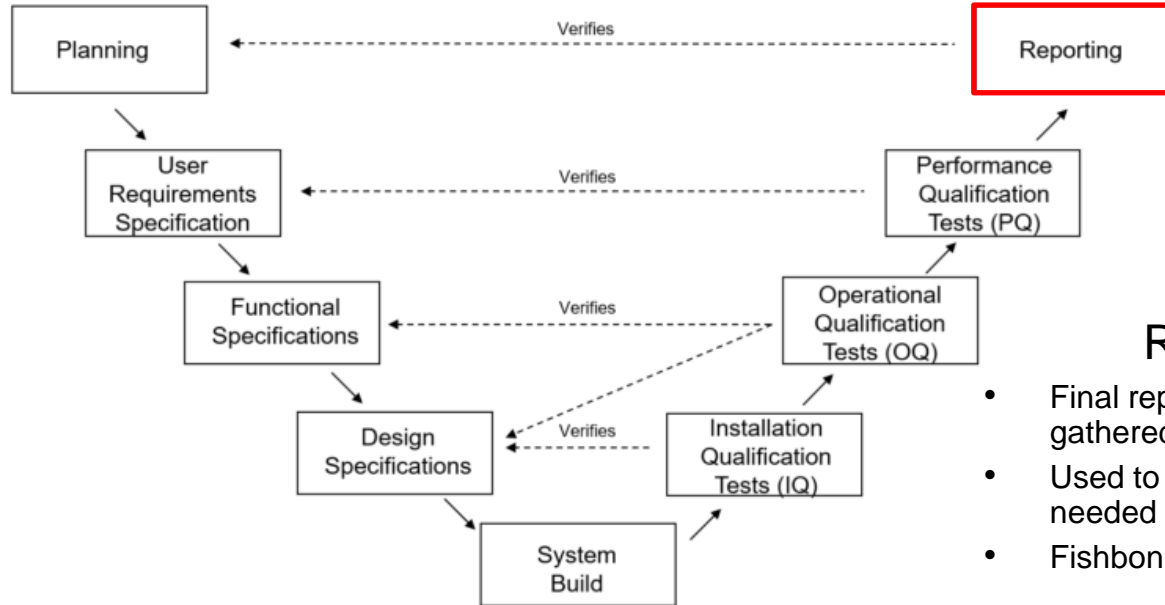 Verifies
Planning
Reporting
User
Requirements
Specification
Verifies
Performance
Qualification
Tests (PQ)
Functional
Specifications
Verifies
Operational
Qualification
Tests (OQ)
R
• Final rep
gathered
• Used to
needed
• Fishbon
Design
Specifications
Verifies
Installation
Qualification
Tests (IQ)
System
Build